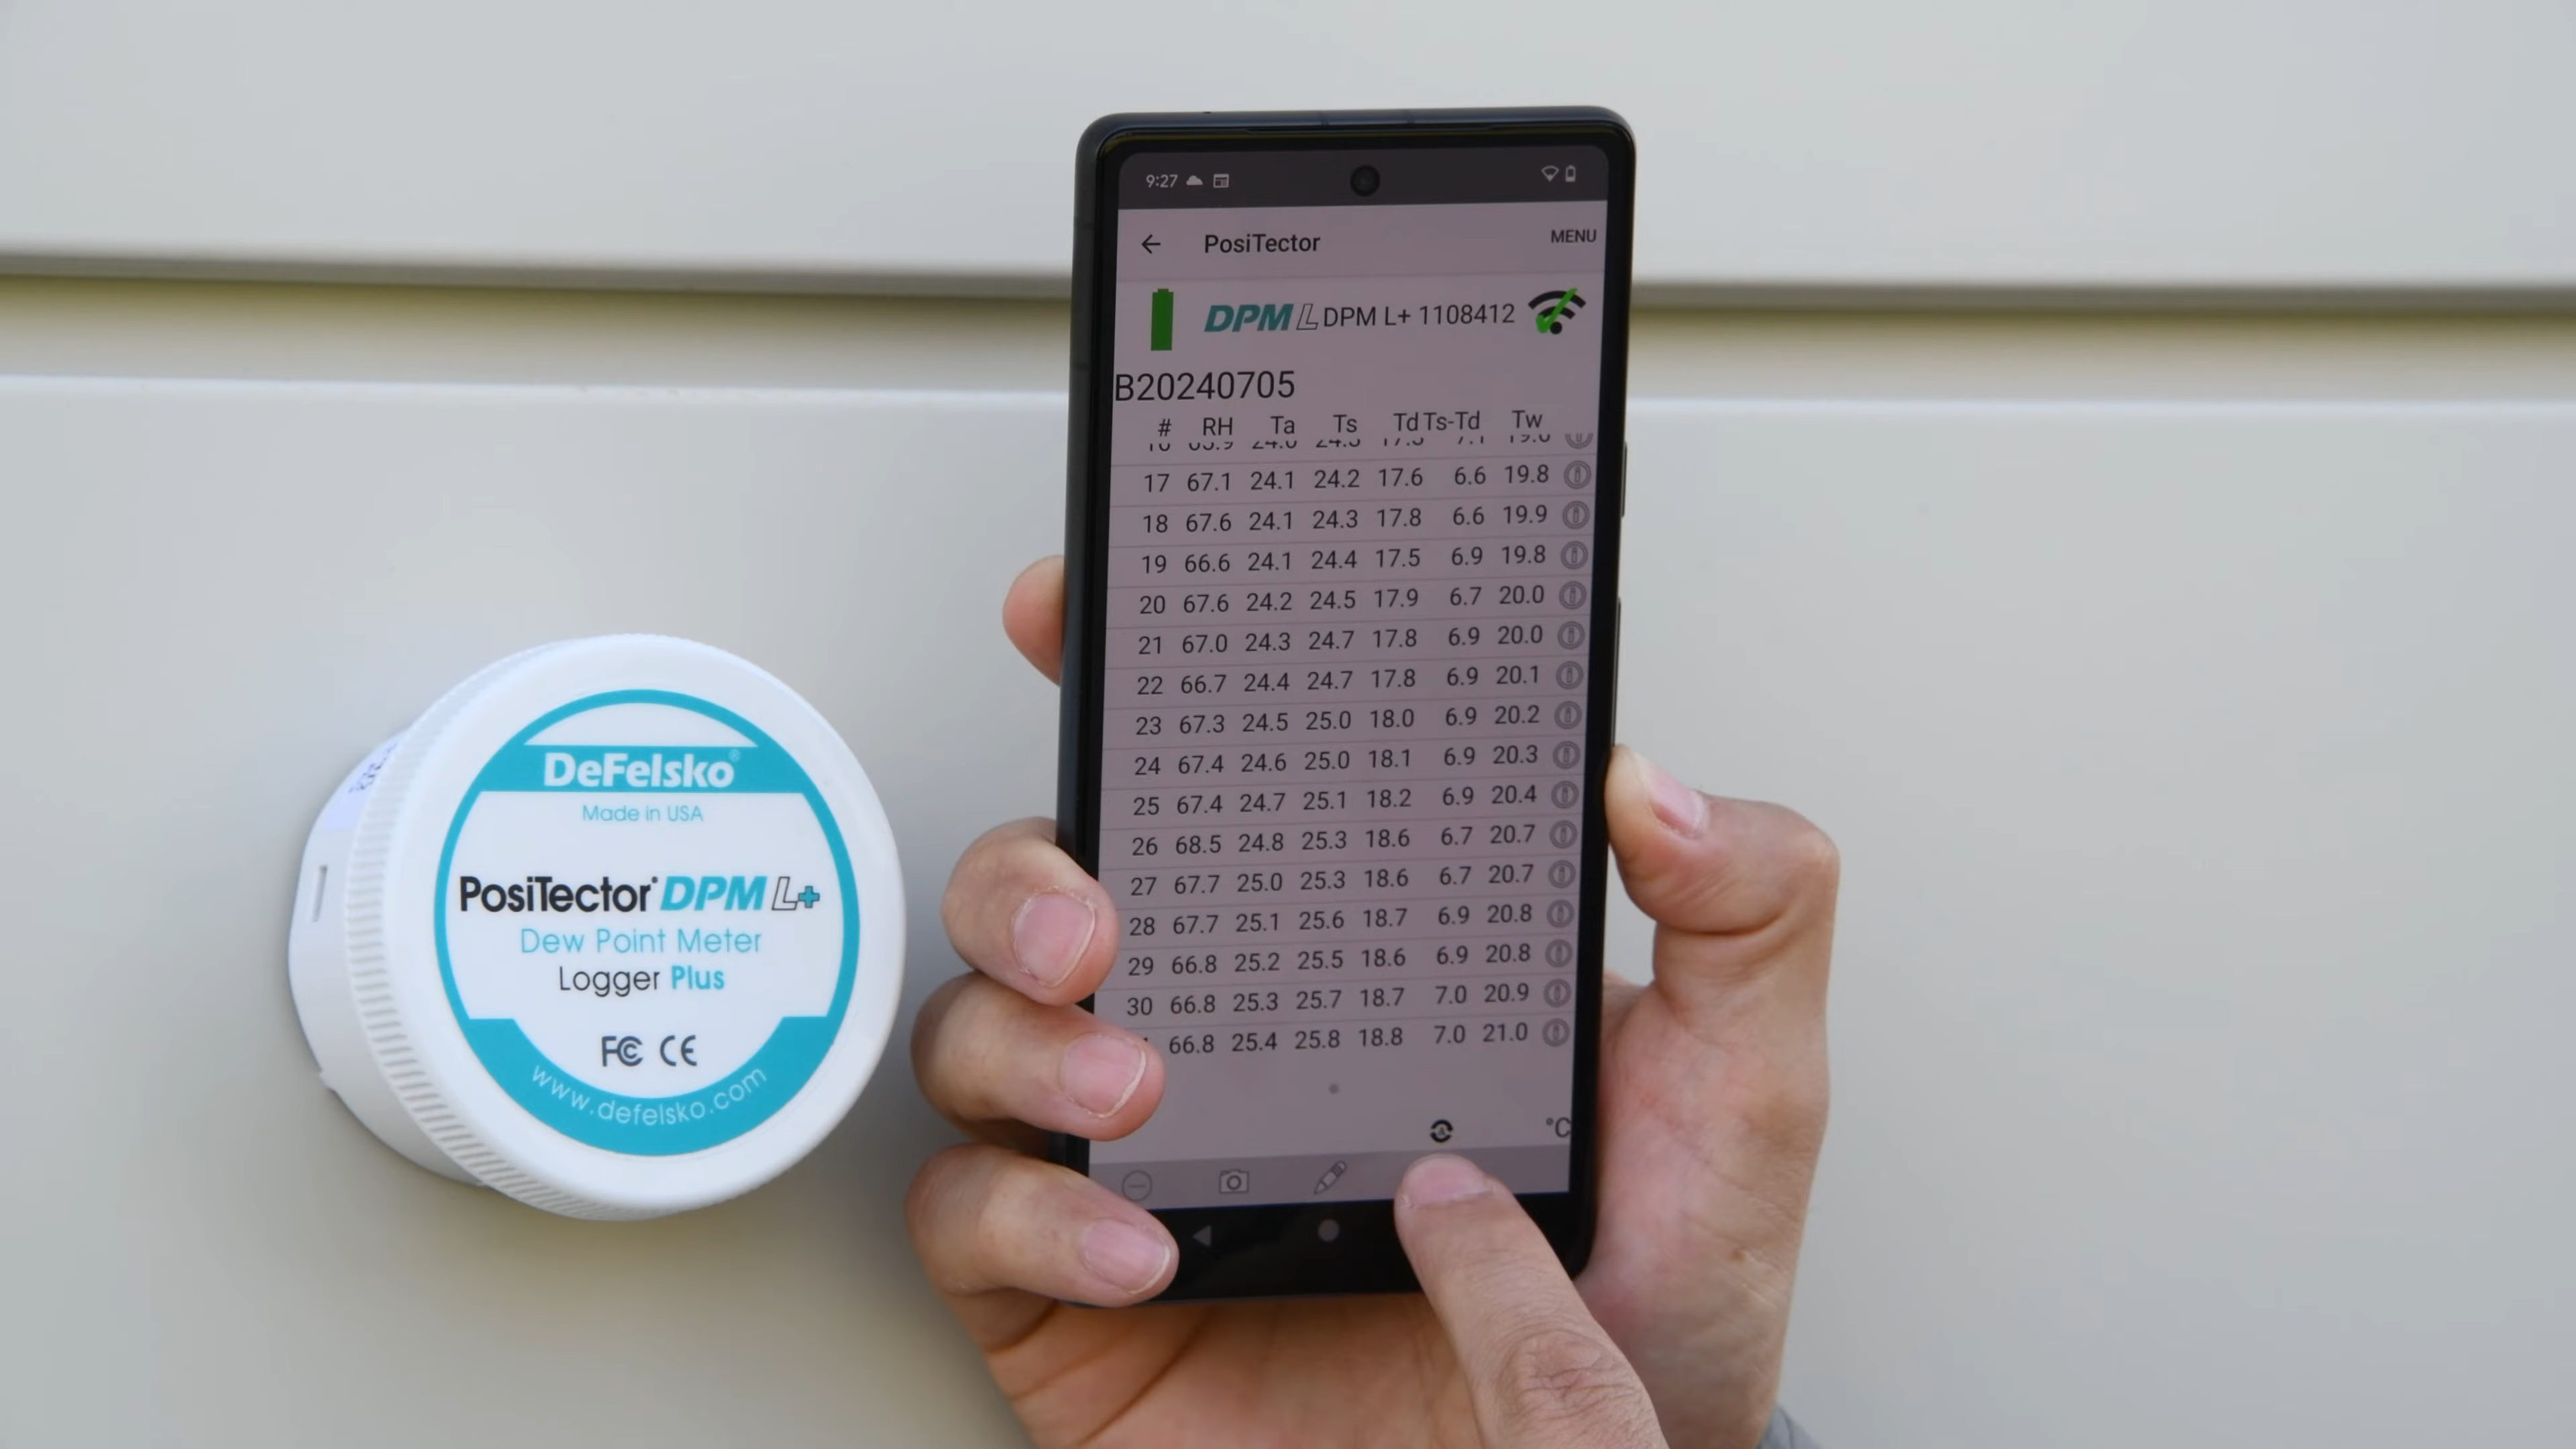 9:27
PosiTector MENU
DPM L DPM L+ 1108412
B20240705
# RH Ta Ts Td Ts-Td Tw
17 67.1 24.1 24.2 17.6 6.6 19.8
18 67.6 24.1 24.3 17.8 6.6 19.9
19 66.6 24.1 24.4 17.5 6.9 19.8
20 67.6 24.2 24.5 17.9 6.7 20.0
21 67.0 24.3 24.7 17.8 6.9 20.0
22 66.7 24.4 24.7 17.8 6.9 20.1
23 67.3 24.5 25.0 18.0 6.9 20.2
24 67.4 24.6 25.0 18.1 6.9 20.3
25 67.4 24.7 25.1 18.2 6.9 20.4
26 68.5 24.8 25.3 18.6 6.7 20.7
27 67.7 25.0 25.3 18.6 6.7 20.7
28 67.7 25.1 25.6 18.7 6.9 20.8
29 66.8 25.2 25.5 18.6 6.9 20.8
30 66.8 25.3 25.7 18.7 7.0 20.9
66.8 25.4 25.8 18.8 7.0 21.0
°C
DeFelsko®
Made in USA
PosiTector® DPM L+
Dew Point Meter
Logger Plus
FC CE
www.defelsko.com